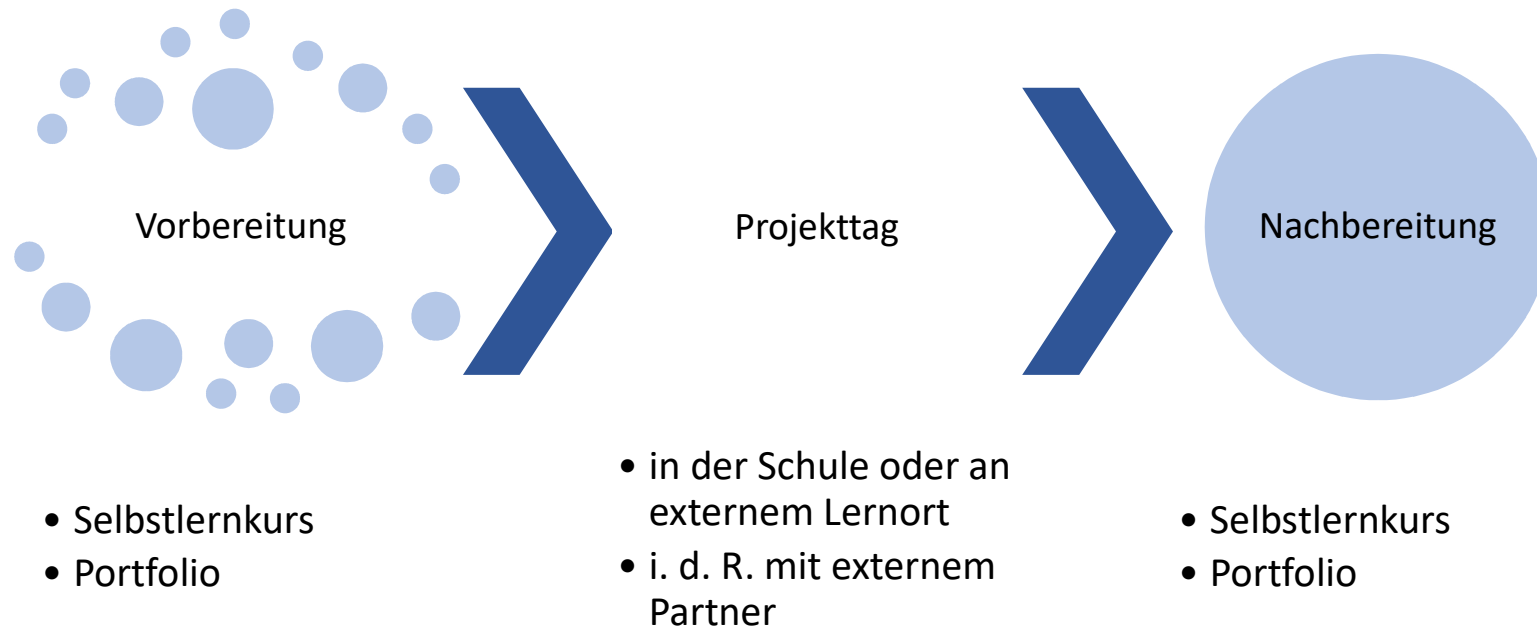 Vorbereitung
Projekttag
Nachbereitung
• Selbstlernkurs
• Portfolio
• in der Schule oder an
externem Lernort
• i. d. R. mit externem
Partner
• Selbstlernkurs
• Portfolio